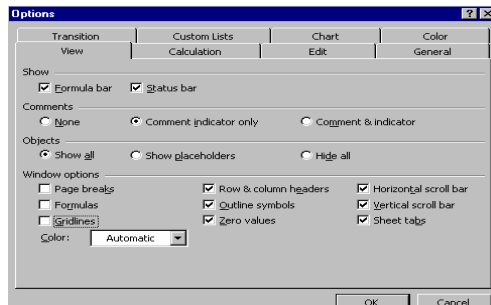 Options
Transition Custom Lists Chart Color
View Calculation Edit General
Show
Formula bar Status bar
Comments
None Comment indicator only Comment & indicator
Objects
Show all Show placeholders Hide all
Window options
Page breaks Row & column headers Horizontal scroll bar
Formulas Outline symbols Vertical scroll bar
Gridlines Zero values Sheet tabs
Color: Automatic
OK Cancel